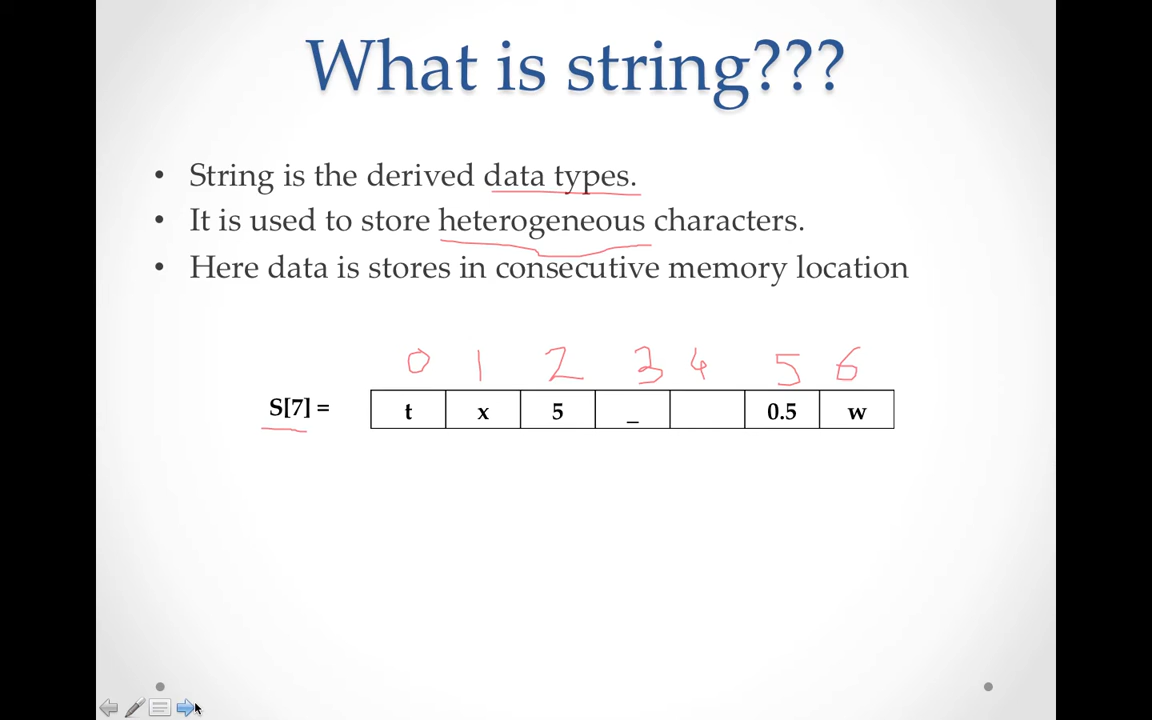 What is string???
• String is the derived data types.
• It is used to store heterogeneous characters.
• Here data is stores in consecutive memory location
0 1 2 3 4 5 6
S[7] = t x 5 _ 0.5 w